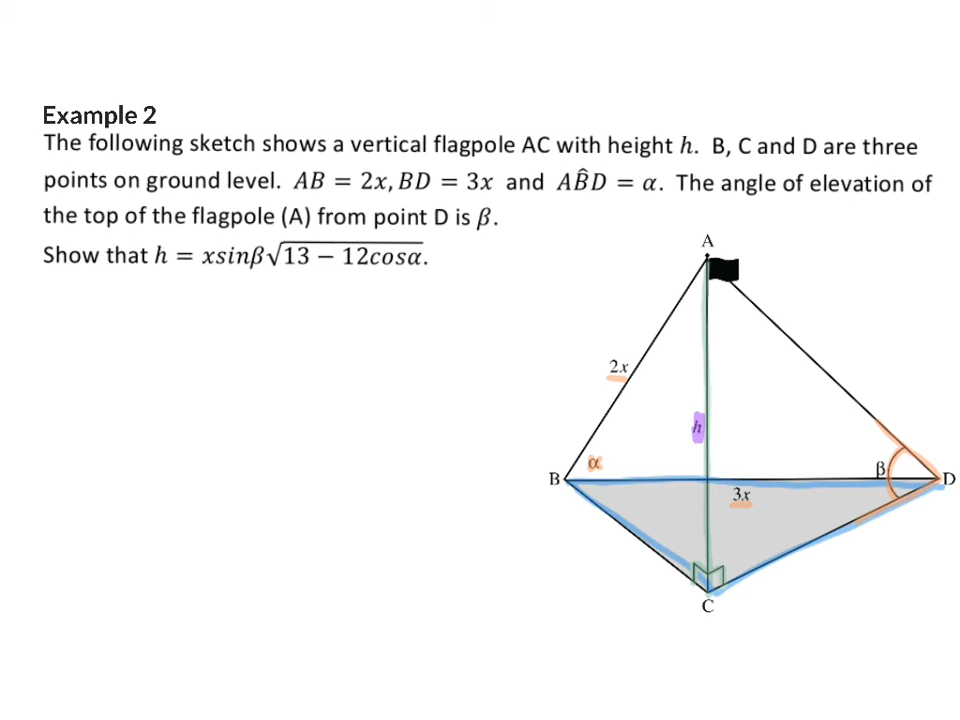 Example 2
The following sketch shows a vertical flagpole AC with height ℎ. B, C and D are three
points on ground level. 𝐴𝐵 = 2𝑥, 𝐵𝐷 = 3𝑥 and 𝐴𝐵̂𝐷 = 𝛼. The angle of elevation of
the top of the flagpole (A) from point D is 𝛽.
Show that ℎ = 𝑥𝑠𝑖𝑛𝛽√13 − 12𝑐𝑜𝑠𝛼.
A
2x
h
α
B
β
D
3x
C